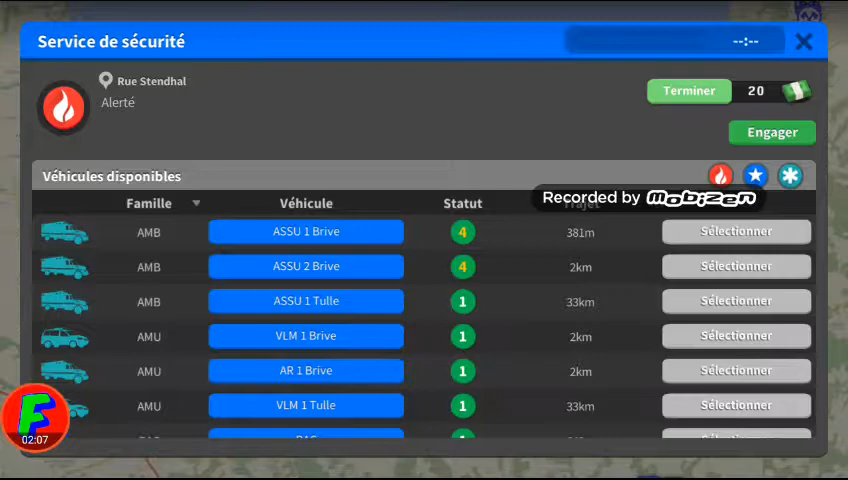 Service de sécurité
--:--
Rue Stendhal
Alerté
Terminer 20
Engager
Véhicules disponibles
Recorded by mobizen
Famille Véhicule Statut Trajet
AMB ASSU 1 Brive 4 381m Sélectionner
AMB ASSU 2 Brive 4 2km Sélectionner
AMB ASSU 1 Tulle 1 33km Sélectionner
AMU VLM 1 Brive 1 2km Sélectionner
AMU AR 1 Brive 1 2km Sélectionner
AMU VLM 1 Tulle 1 33km Sélectionner
F
02:07